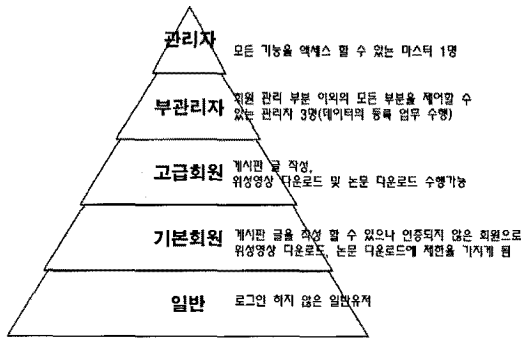 관리자
모든 기능을 액세스 할 수 있는 마스터 1명
부관리자
회원 관리 부분 이외의 모든 부분을 제어할 수
있는 관리자 3명(데이터의 등록 업무 수행)
고급회원
게시판 글 작성,
위성영상 다운로드 및 논문 다운로드 수행가능
기본회원
게시판 글을 작성 할 수 있으나 인증되지 않은 회원으로
위성영상 다운로드, 논문 다운로드에 제한을 가지게 됨
일반
로그인 하지 않은 일반유저